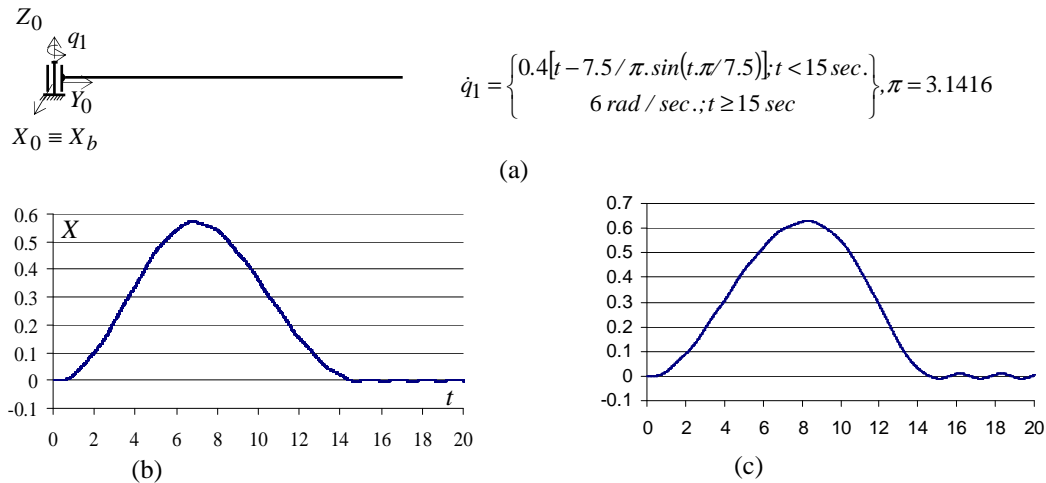 Z0
q1
Y0
X0 ≡ Xb
q̇1 = { 0.4[t − 7.5 / π. sin(t.π/7.5)]; t < 15 sec.
6 rad / sec.; t ≥ 15 sec }, π = 3.1416
(a)
0.6
X
0.5
0.4
0.3
0.2
0.1
0
-0.1
t
0 2 4 6 8 10 12 14 16 18 20
(b)
0.7
0.6
0.5
0.4
0.3
0.2
0.1
0
-0.1
0 2 4 6 8 10 12 14 16 18 20
(c)